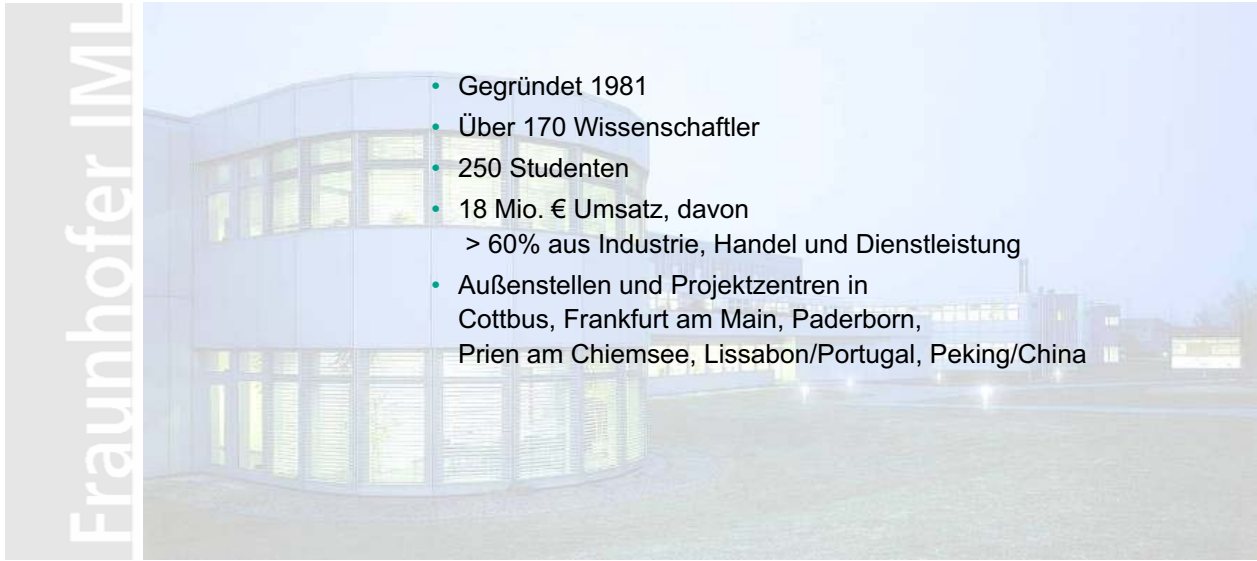 Fraunhofer IML
• Gegründet 1981
• Über 170 Wissenschaftler
• 250 Studenten
• 18 Mio. € Umsatz, davon
> 60% aus Industrie, Handel und Dienstleistung
• Außenstellen und Projektzentren in
Cottbus, Frankfurt am Main, Paderborn,
Prien am Chiemsee, Lissabon/Portugal, Peking/China